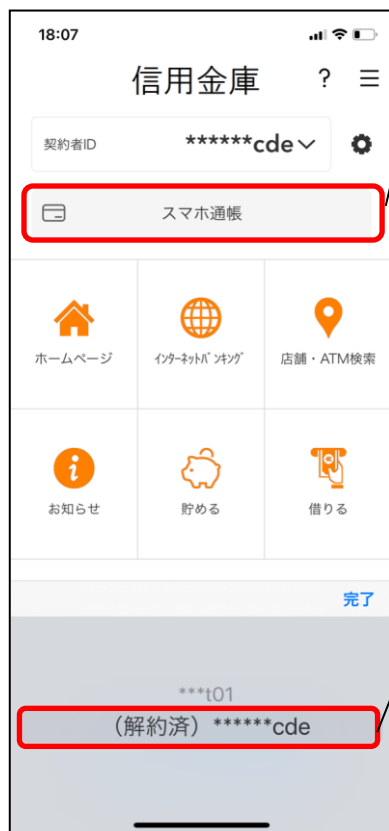 18:07
信用金庫 ?
契約者ID ******cde
スマホ通帳
ホームページ インターネットバンキング 店舗・ATM検索
お知らせ 貯める 借りる
完了
***t01
（解約済）******cde